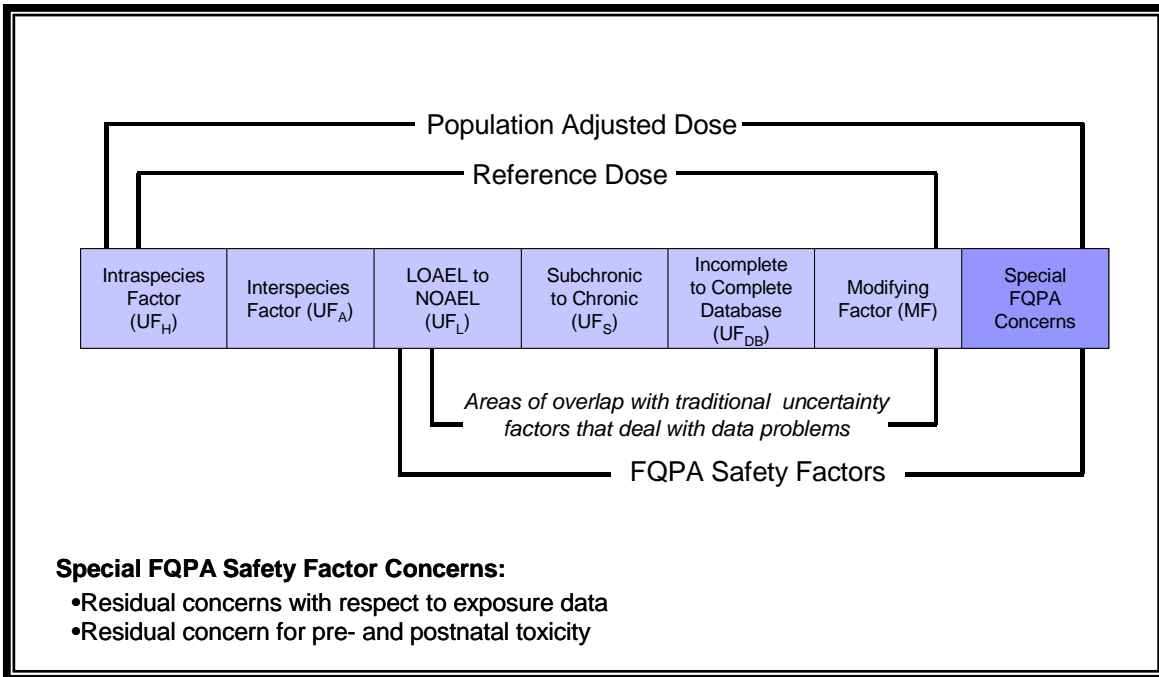 Population Adjusted Dose
Reference Dose
Intraspecies
Factor
(UF_H)
Interspecies
Factor (UF_A)
LOAEL to
NOAEL
(UF_L)
Subchronic
to Chronic
(UF_S)
Incomplete
to Complete
Database
(UF_DB)
Modifying
Factor (MF)
Special
FQPA
Concerns
Areas of overlap with traditional uncertainty
factors that deal with data problems
FQPA Safety Factors
Special FQPA Safety Factor Concerns:
•Residual concerns with respect to exposure data
•Residual concern for pre- and postnatal toxicity